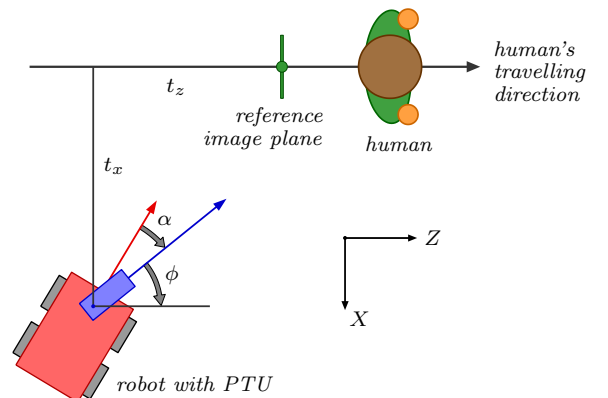 human's
travelling
direction
t_z
reference
image plane
human
t_x
α
Z
ϕ
X
robot with PTU